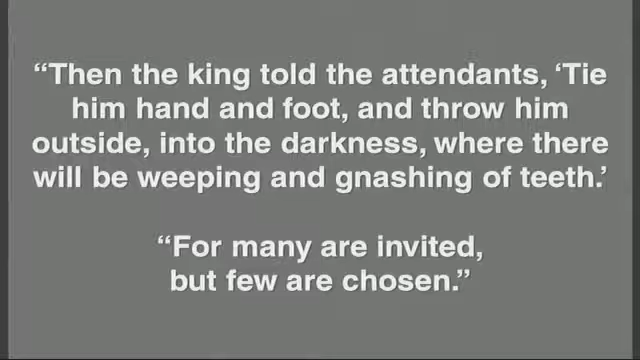 “Then the king told the attendants, ‘Tie
him hand and foot, and throw him
outside, into the darkness, where there
will be weeping and gnashing of teeth.’
“For many are invited,
but few are chosen.”